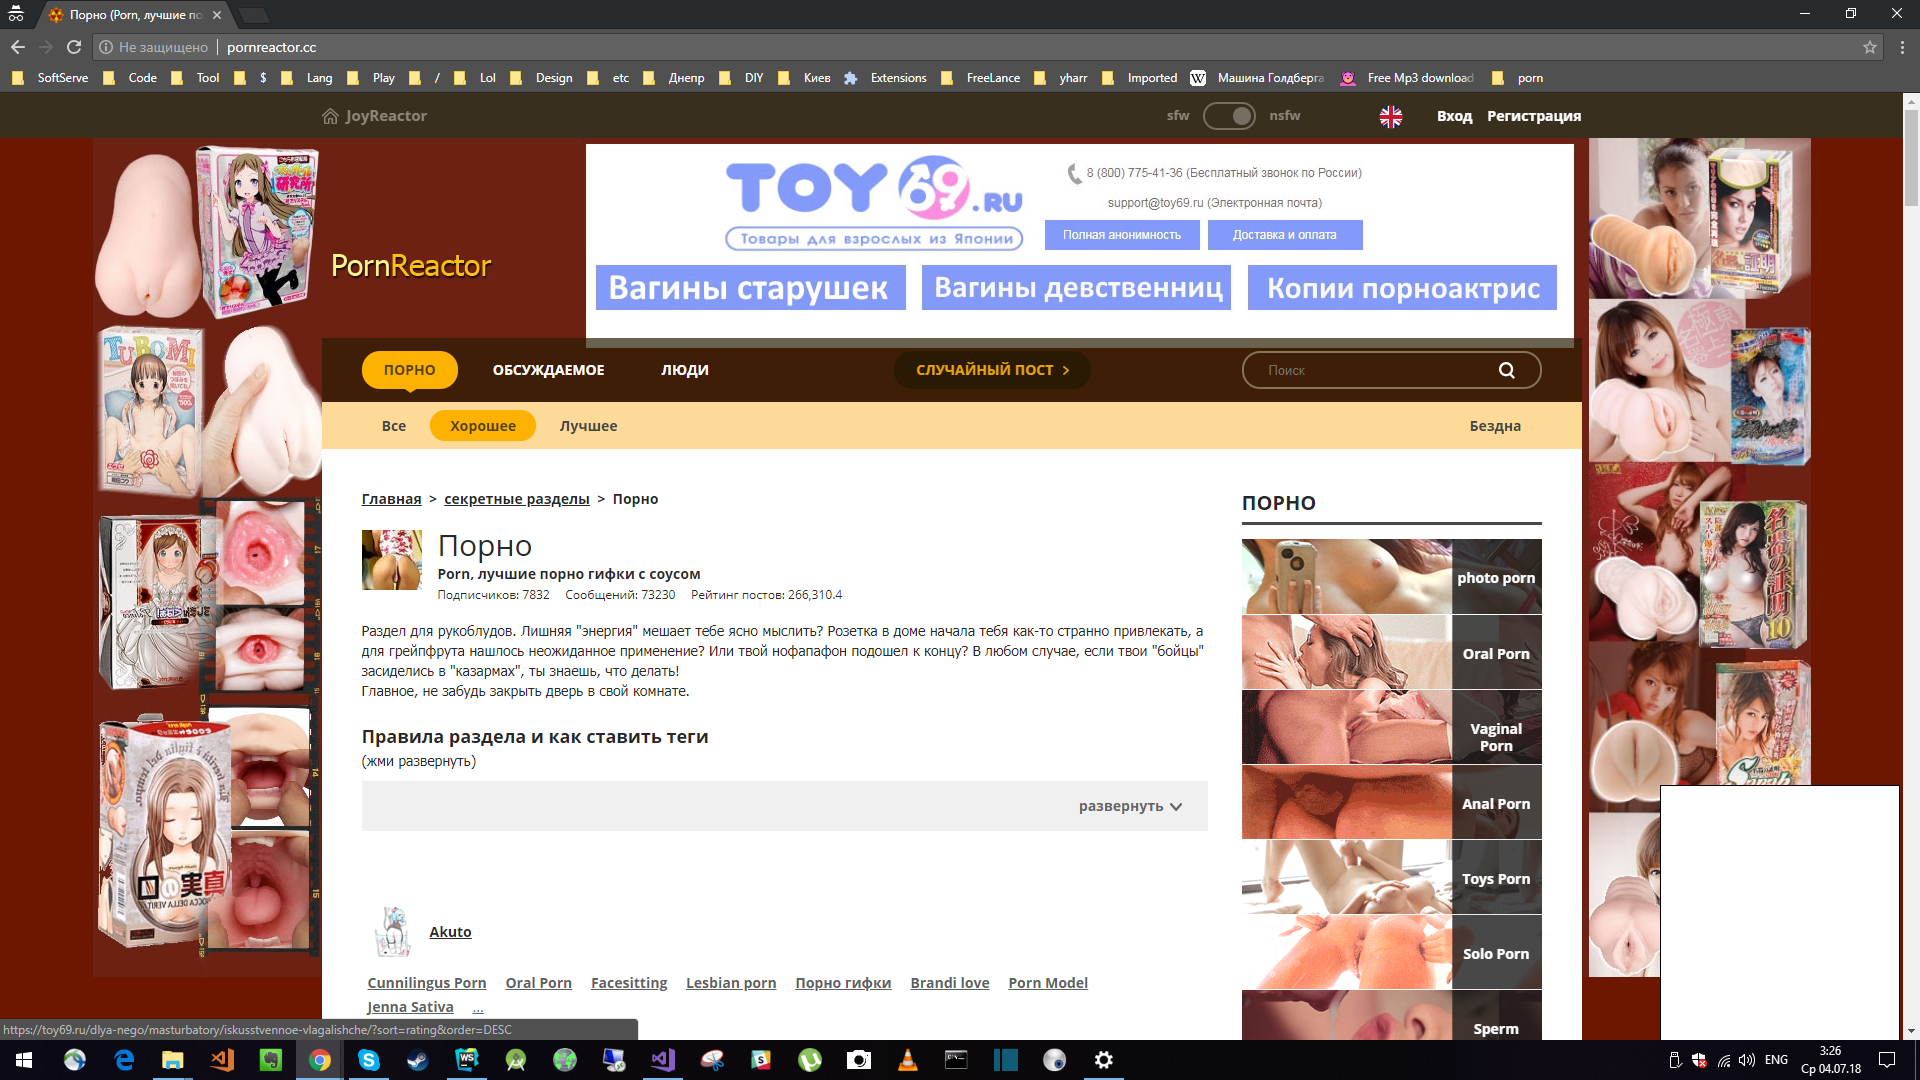 Порно (Porn, лучшие по
Не защищено
pornreactor.cc
SoftServe
Code
Tool
$
Lang
Play
/
Lol
Design
etc
Днепр
DIY
Киев
Extensions
FreeLance
yharr
Imported
Машина Голдберга
Free Mp3 download
porn
JoyReactor
sfw
nsfw
Вход
Регистрация
PornReactor
TOY69.RU
Товары для взрослых из Японии
8 (800) 775-41-36 (Бесплатный звонок по России)
support@toy69.ru (Электронная почта)
Полная анонимность
Доставка и оплата
Вагины старушек
Вагины девственниц
Копии порноактрис
ПОРНО
ОБСУЖДАЕМОЕ
ЛЮДИ
СЛУЧАЙНЫЙ ПОСТ >
Поиск
Все
Хорошее
Лучшее
Бездна
Главная > секретные разделы > Порно
Порно
Porn, лучшие порно гифки с соусом
Подписчиков: 7832 Сообщений: 73230 Рейтинг постов: 266,310.4
Раздел для рукоблудов. Лишняя "энергия" мешает тебе ясно мыслить? Розетка в доме начала тебя как-то странно привлекать, а
для грейпфрута нашлось неожиданное применение? Или твой нофапафон подошел к концу? В любом случае, если твои "бойцы"
засиделись в "казармах", ты знаешь, что делать!
Главное, не забудь закрыть дверь в свой комнате.
Правила раздела и как ставить теги
(жми развернуть)
развернуть
Akuto
Cunnilingus Porn
Oral Porn
Facesitting
Lesbian porn
Порно гифки
Brandi love
Porn Model
Jenna Sativa
...
ПОРНО
photo porn
Oral Porn
Vaginal
Porn
Anal Porn
Toys Porn
Solo Porn
Sperm
https://toy69.ru/dlya-nego/masturbatory/iskusstvennoe-vlagalishche/?sort=rating&order=DESC
ENG
3:26
Ср 04.07.18